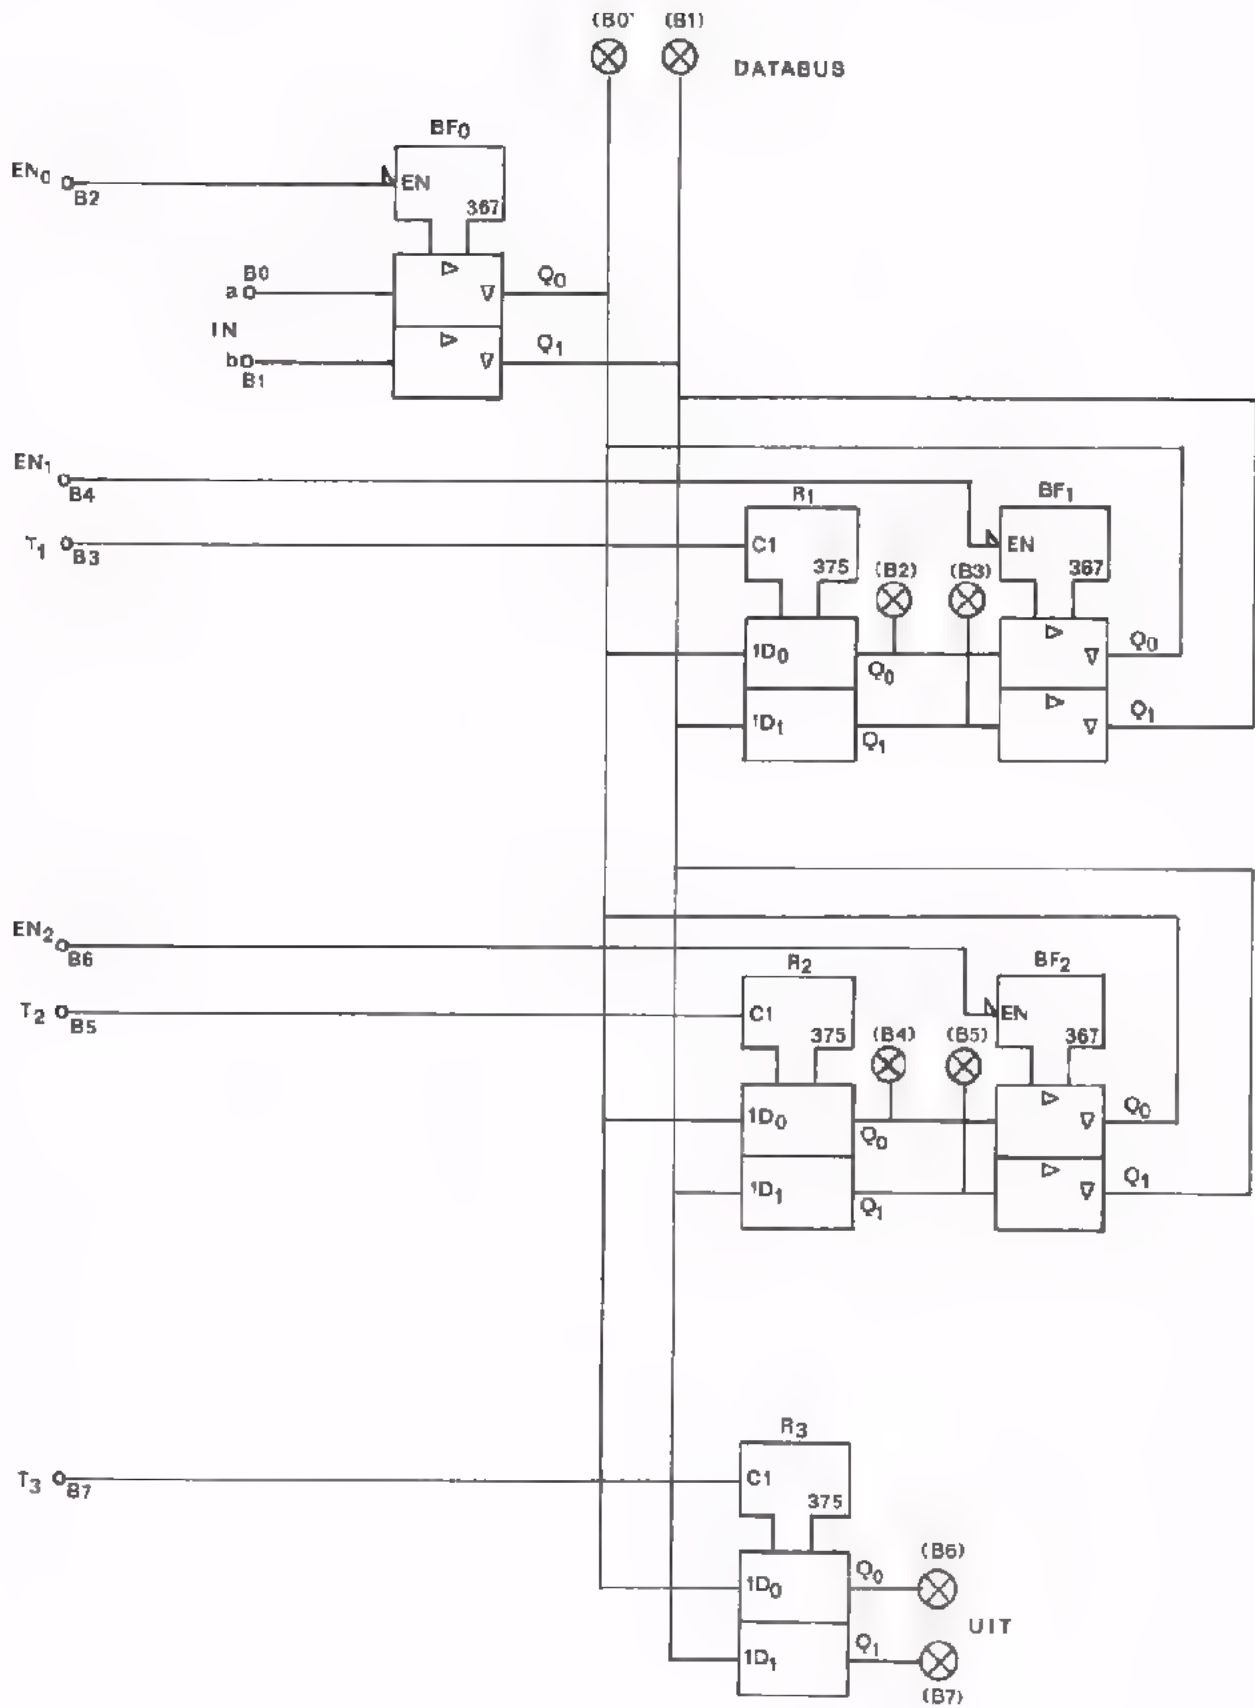 (B0' (B1)
DATABUS
BF0
EN0 B2
EN
367
B0
a
Q0
IN
b
Q1
B1
EN1 B4
R1 BF1
T1 B3
C1 EN
375 (B2) (B3) 367
1D0 Q0 Q0
1D1 Q1 Q1
EN2 B6
R2 BF2
T2 B5
C1 EN
375 (B4) (B5) 367
1D0 Q0 Q0
1D1 Q1 Q1
R3
T3 B7
C1
375
(B6)
1D0 Q0
UIT
1D1 Q1
(B7)